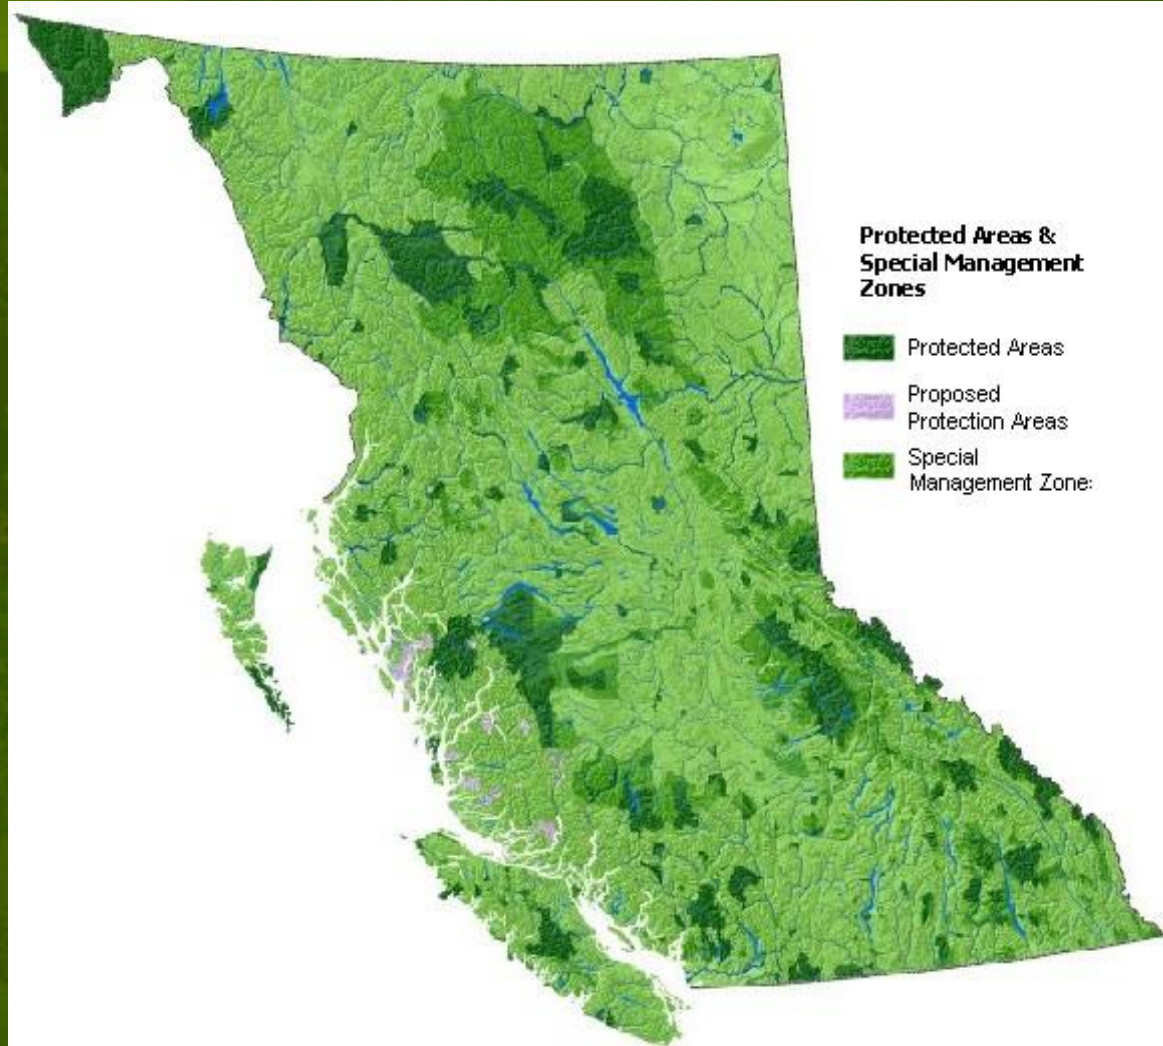 Protected Areas &
Special Management
Zones
Protected Areas
Proposed
Protection Areas
Special
Management Zone: